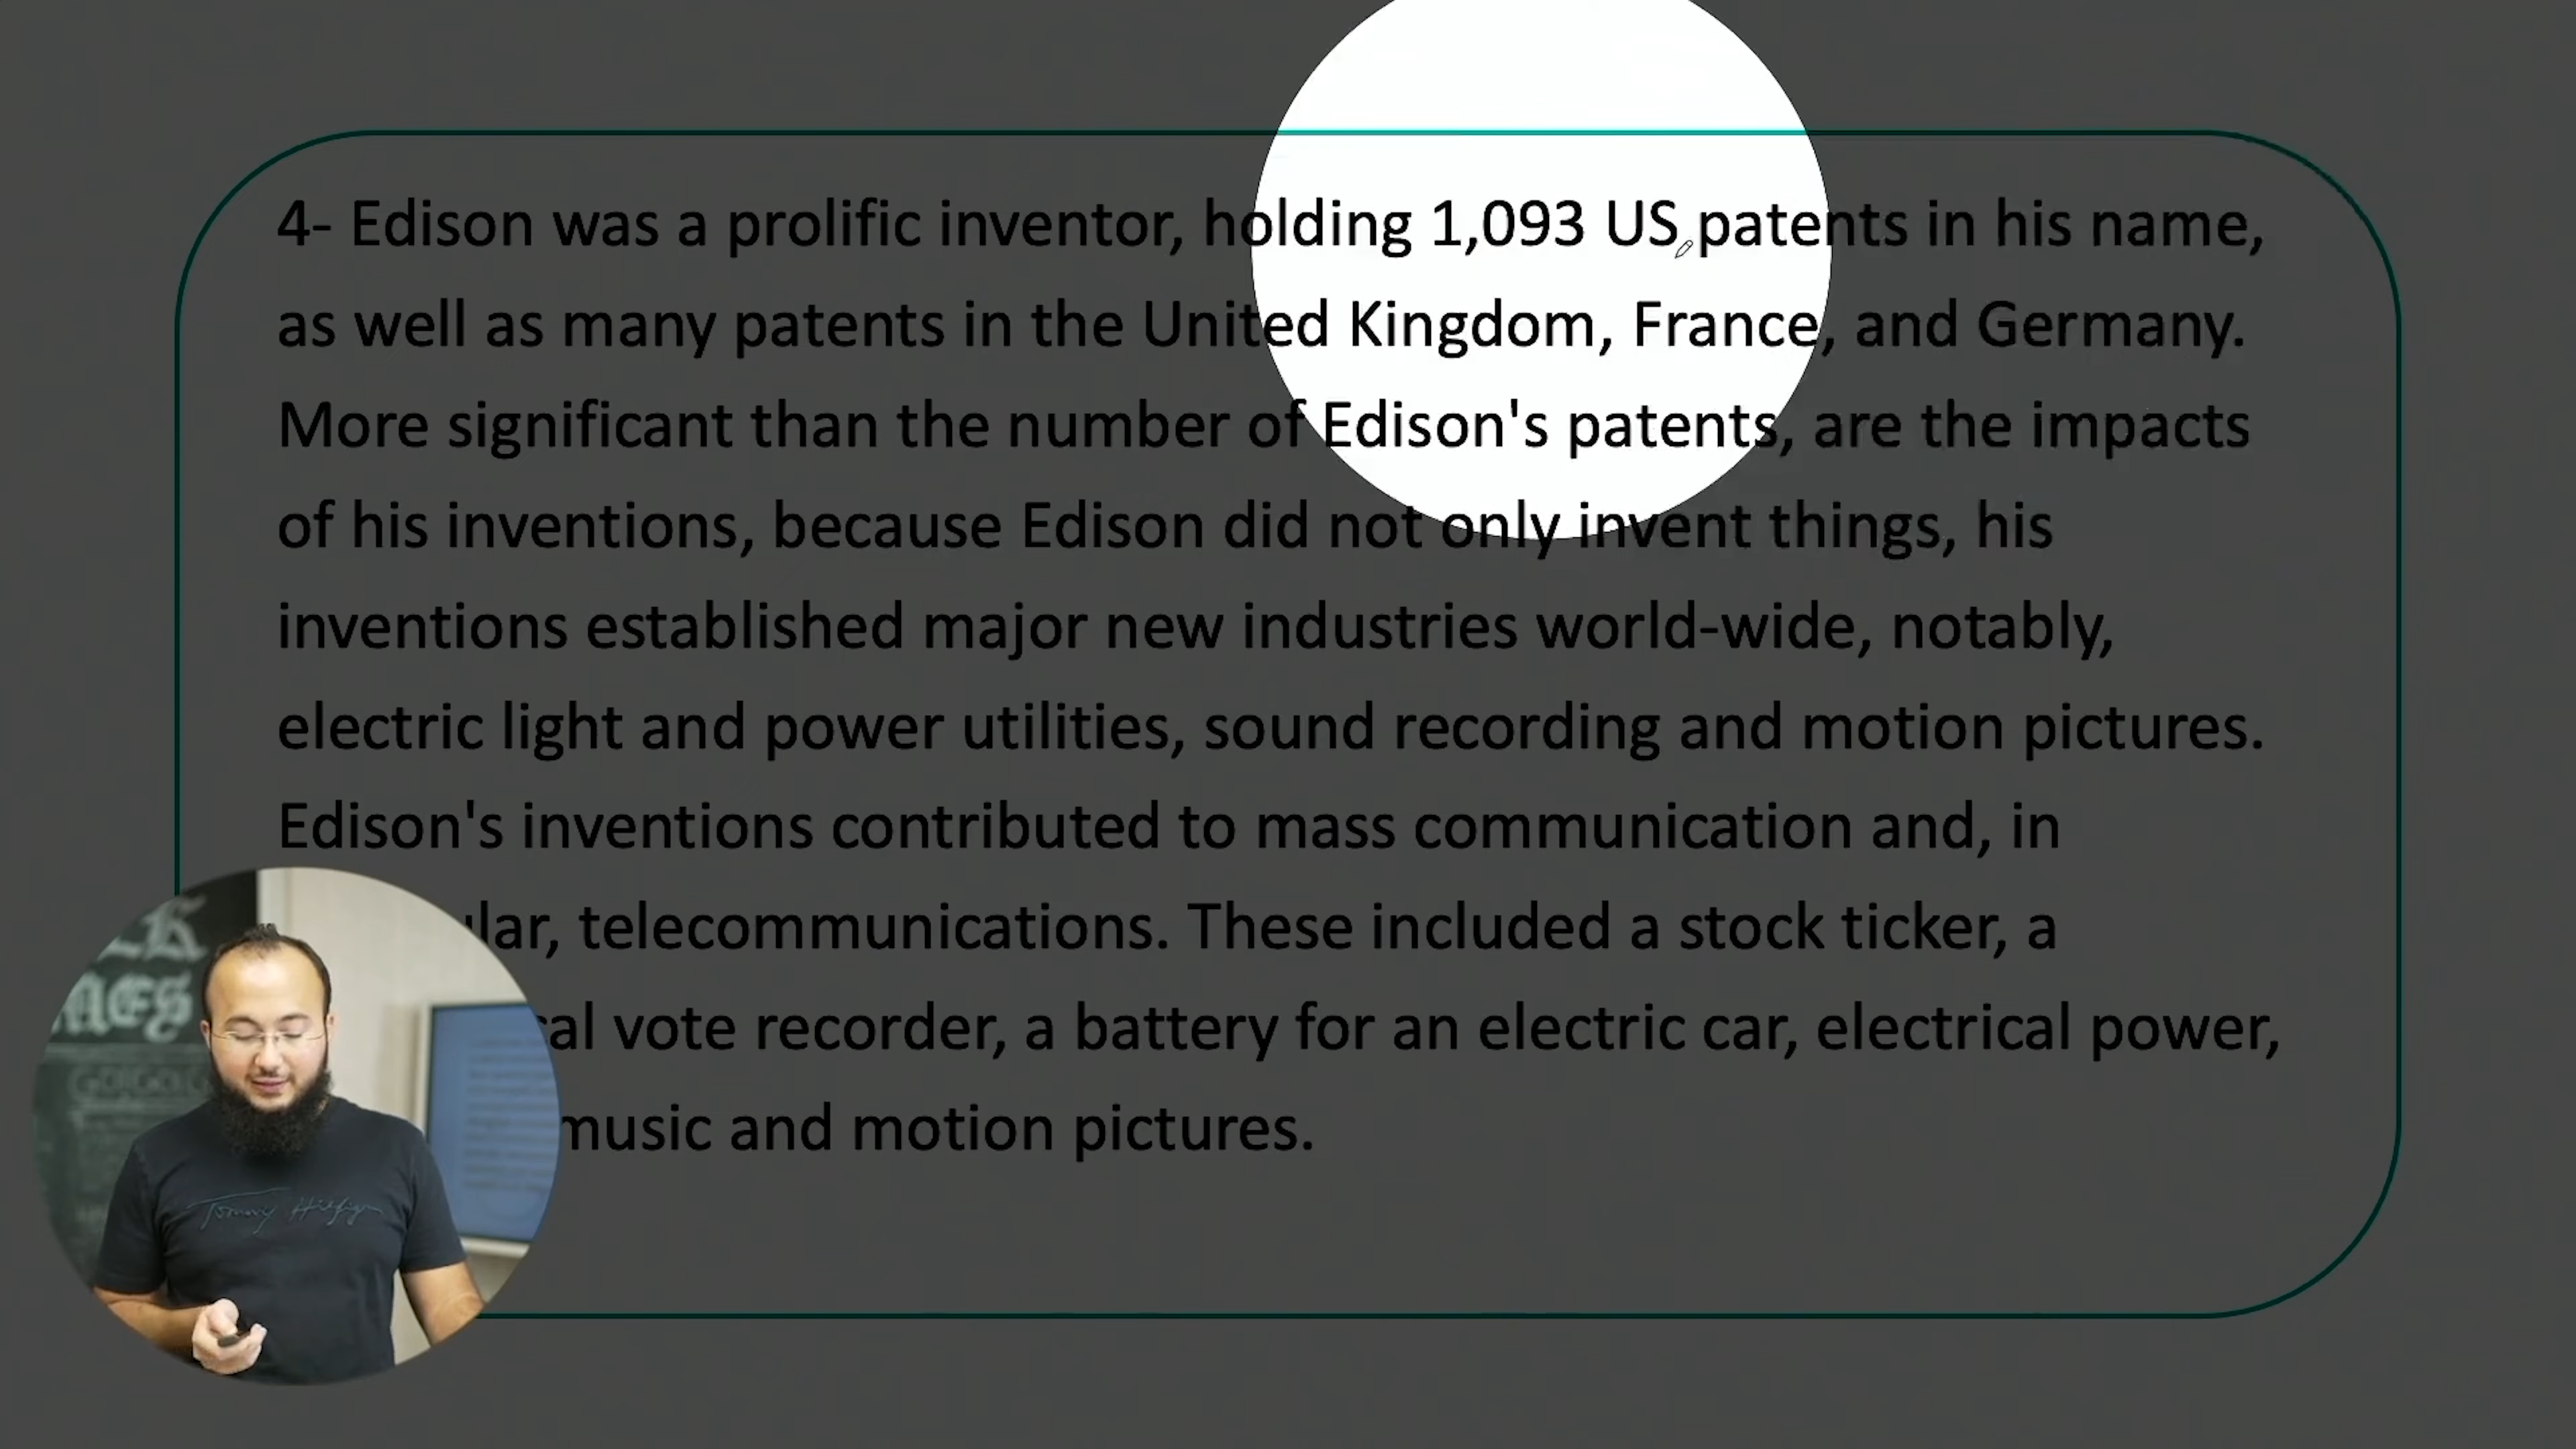 4- Edison was a prolific inventor, holding 1,093 US patents in his name,
as well as many patents in the United Kingdom, France, and Germany.
More significant than the number of Edison's patents, are the impacts
of his inventions, because Edison did not only invent things, his
inventions established major new industries world-wide, notably,
electric light and power utilities, sound recording and motion pictures.
Edison's inventions contributed to mass communication and, in
telecommunications. These included a stock ticker, a
vote recorder, a battery for an electric car, electrical power,
music and motion pictures.
Tommy Hilfiger